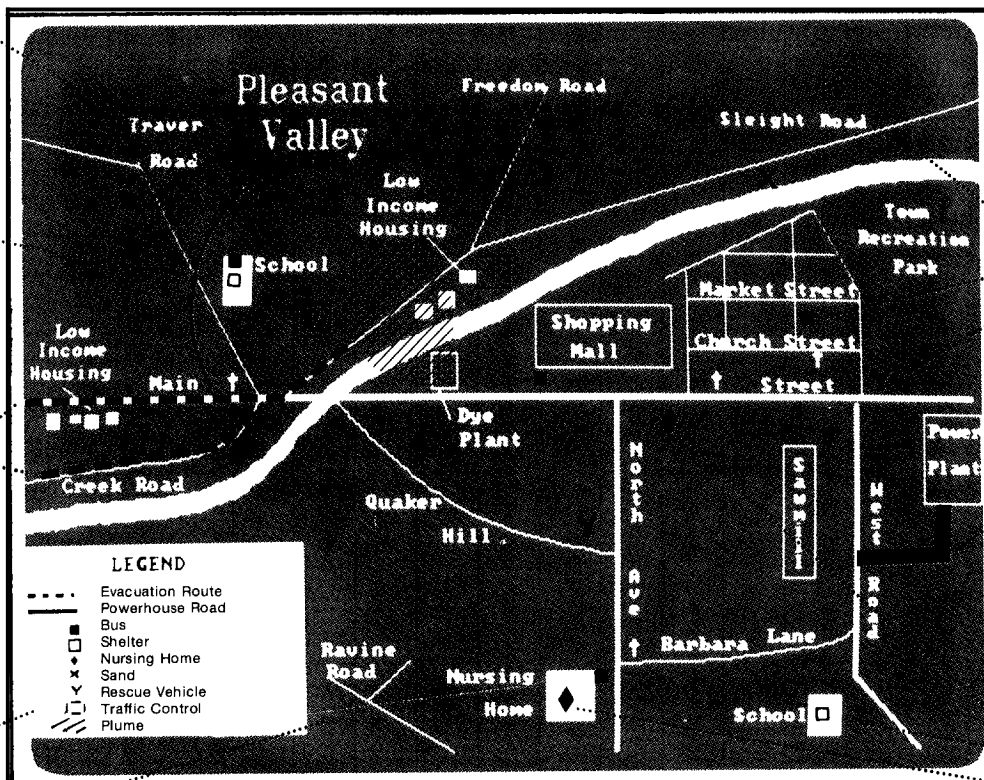 Pleasant
Valley
Freedom Road
Sleight Road
Traver
Road
Low
Income
Housing
Town
Recreation
Park
School
Market Street
Shopping
Mall
Church Street
Low
Income
Housing
Main
Street
Dye
Plant
Power
Plant
North Ave
Sawmill
West Road
Creek Road
Quaker
Hill
LEGEND
Evacuation Route
Powerhouse Road
Bus
Shelter
Nursing Home
Sand
Rescue Vehicle
Traffic Control
Plume
Ravine
Road
Barbara Lane
Nursing
Home
School